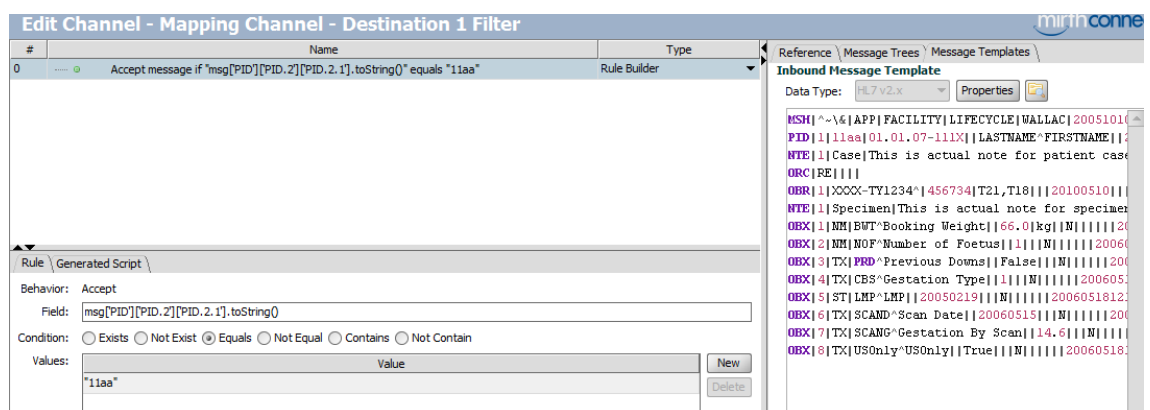 Edit Channel - Mapping Channel - Destination 1 Filter
mirthconne
# Name Type
0 Accept message if "msg['PID']['PID.2']['PID.2.1'].toString()" equals "11aa" Rule Builder
Reference Message Trees Message Templates
Inbound Message Template
Data Type: HL7 v2.x Properties
MSH|^~\&|APP|FACILITY|LIFECYCLE|WALLAC|2005101
PID|1|11aa|01.01.07-111X||LASTNAME^FIRSTNAME||
NTE|1|Case|This is actual note for patient case
ORC|RE||||
OBR|1|XXXX-TY1234^|456734|T21,T18|||20100510|||
NTE|1|Specimen|This is actual note for specimen
OBX|1|NM|BWT^Booking Weight||66.0|kg||N||||||20
OBX|2|NM|NOF^Number of Foetus||1|||N||||||2006
OBX|3|TX|PRD^Previous Downs||False|||N||||||200
OBX|4|TX|CBS^Gestation Type||1|||N||||||200605
OBX|5|ST|LMP^LMP||20050219|||N||||||2006051812
OBX|6|TX|SCAND^Scan Date||20060515|||N||||||200
OBX|7|TX|SCANG^Gestation By Scan||14.6|||N|||||
OBX|8|TX|USOnly^USOnly||True|||N||||||20060518
Rule Generated Script
Behavior: Accept
Field: msg['PID']['PID.2']['PID.2.1'].toString()
Condition: Exists Not Exist Equals Not Equal Contains Not Contain
Values: Value New
"11aa" Delete